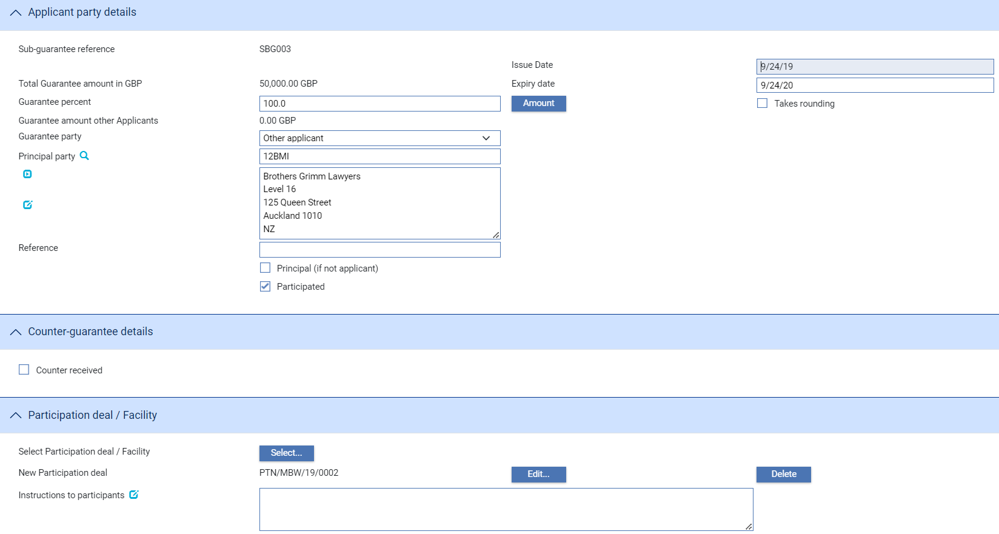 Applicant party details
Sub-guarantee reference SBG003
Issue Date 9/24/19
Total Guarantee amount in GBP 50,000.00 GBP Expiry date 9/24/20
Guarantee percent 100.0 Amount Takes rounding
Guarantee amount other Applicants 0.00 GBP
Guarantee party Other applicant
Principal party 12BMI
Brothers Grimm Lawyers
Level 16
125 Queen Street
Auckland 1010
NZ
Reference
Principal (if not applicant)
Participated
Counter-guarantee details
Counter received
Participation deal / Facility
Select Participation deal / Facility Select...
New Participation deal PTN/MBW/19/0002 Edit... Delete
Instructions to participants